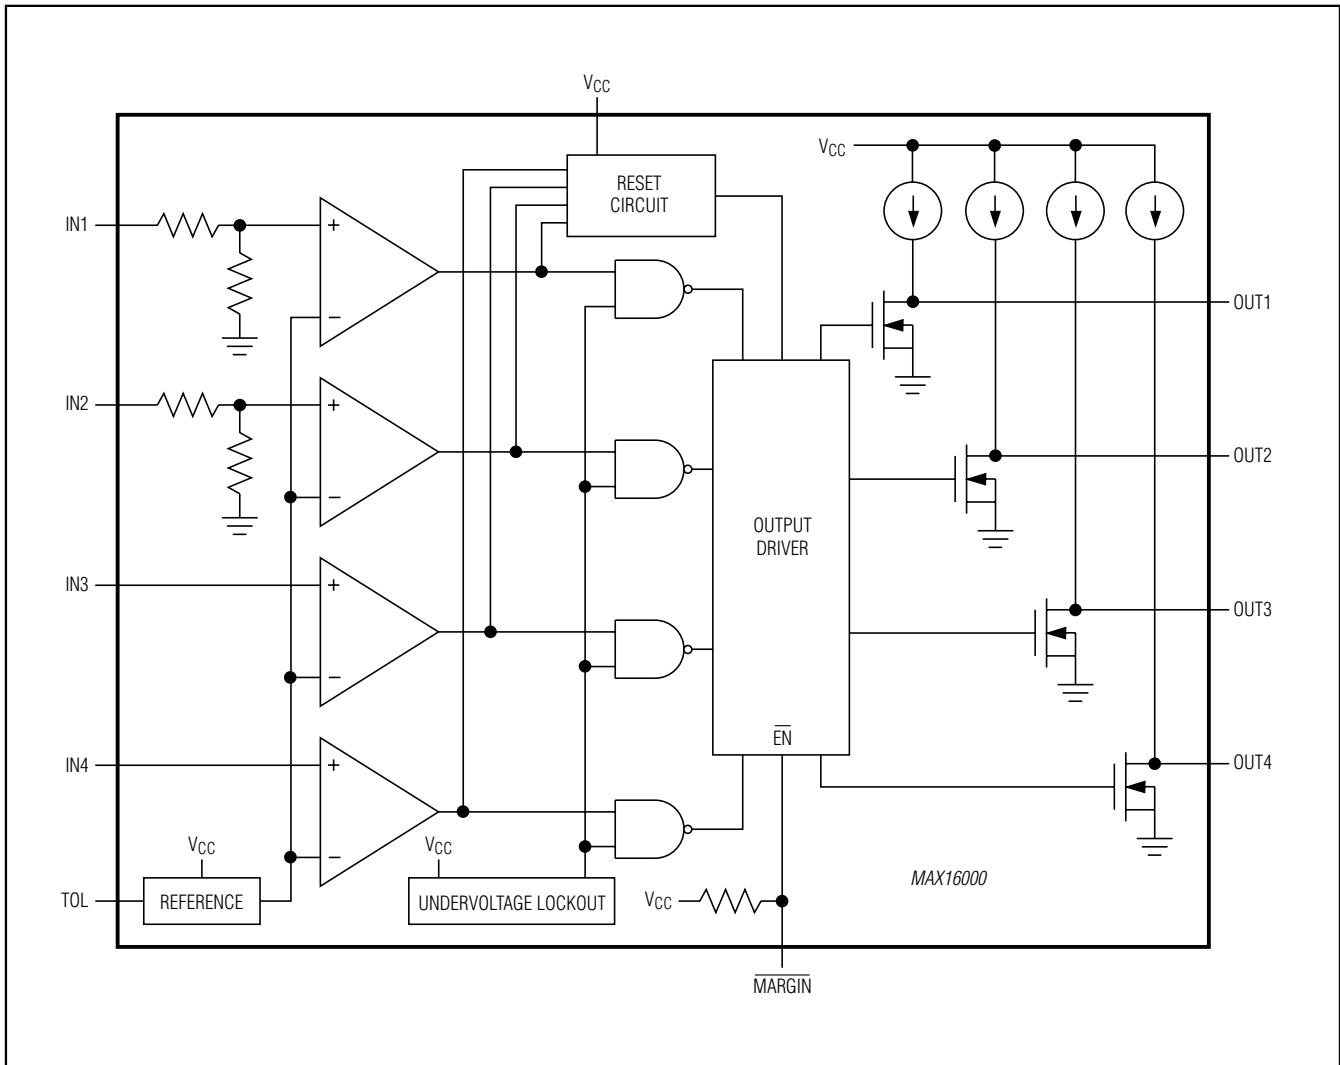 VCC
VCC
RESET
CIRCUIT
IN1
+
−
OUT1
IN2
+
−
OUT2
OUTPUT
DRIVER
IN3
+
−
OUT3
EN
IN4
+
−
OUT4
VCC
VCC
MAX16000
TOL
REFERENCE
UNDERVOLTAGE LOCKOUT
VCC
MARGIN